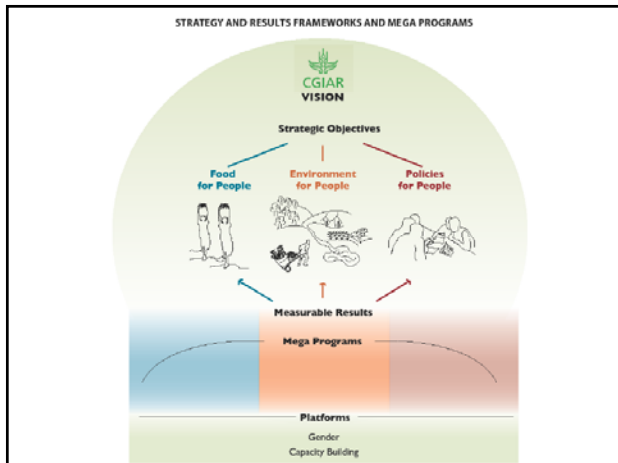 STRATEGY AND RESULTS FRAMEWORKS AND MEGA PROGRAMS
CGIAR
VISION
Strategic Objectives
Food
for People
Environment
for People
Policies
for People
Measurable Results
Mega Programs
Platforms
Gender
Capacity Building